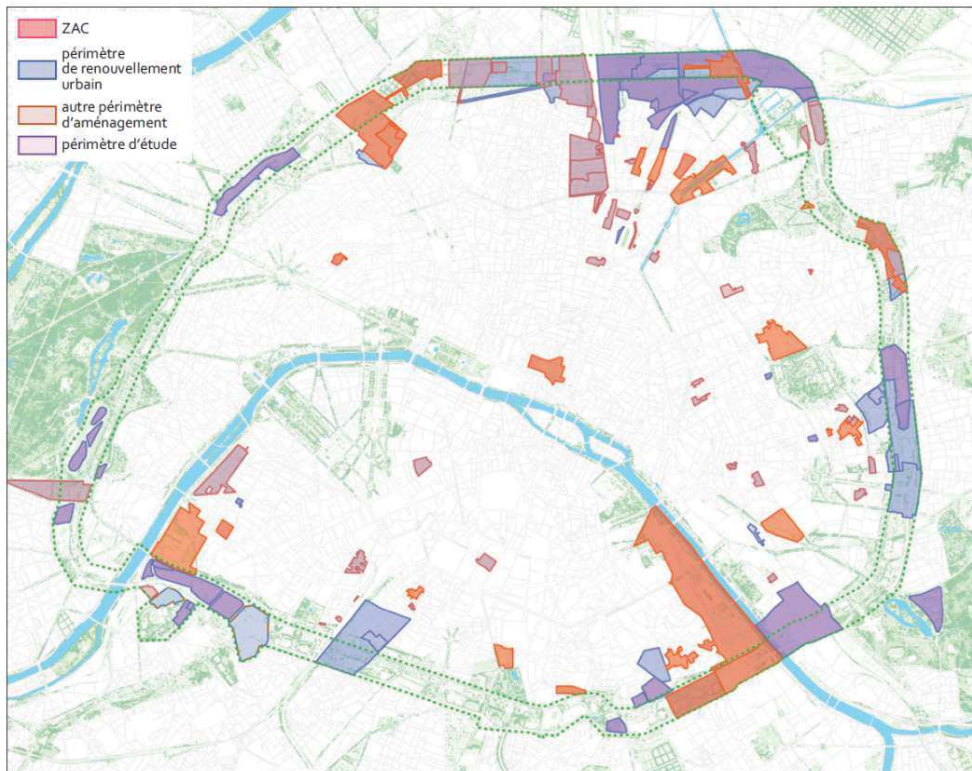 ZAC
périmètre
de renouvellement
urbain
autre périmètre
d'aménagement
périmètre d'étude